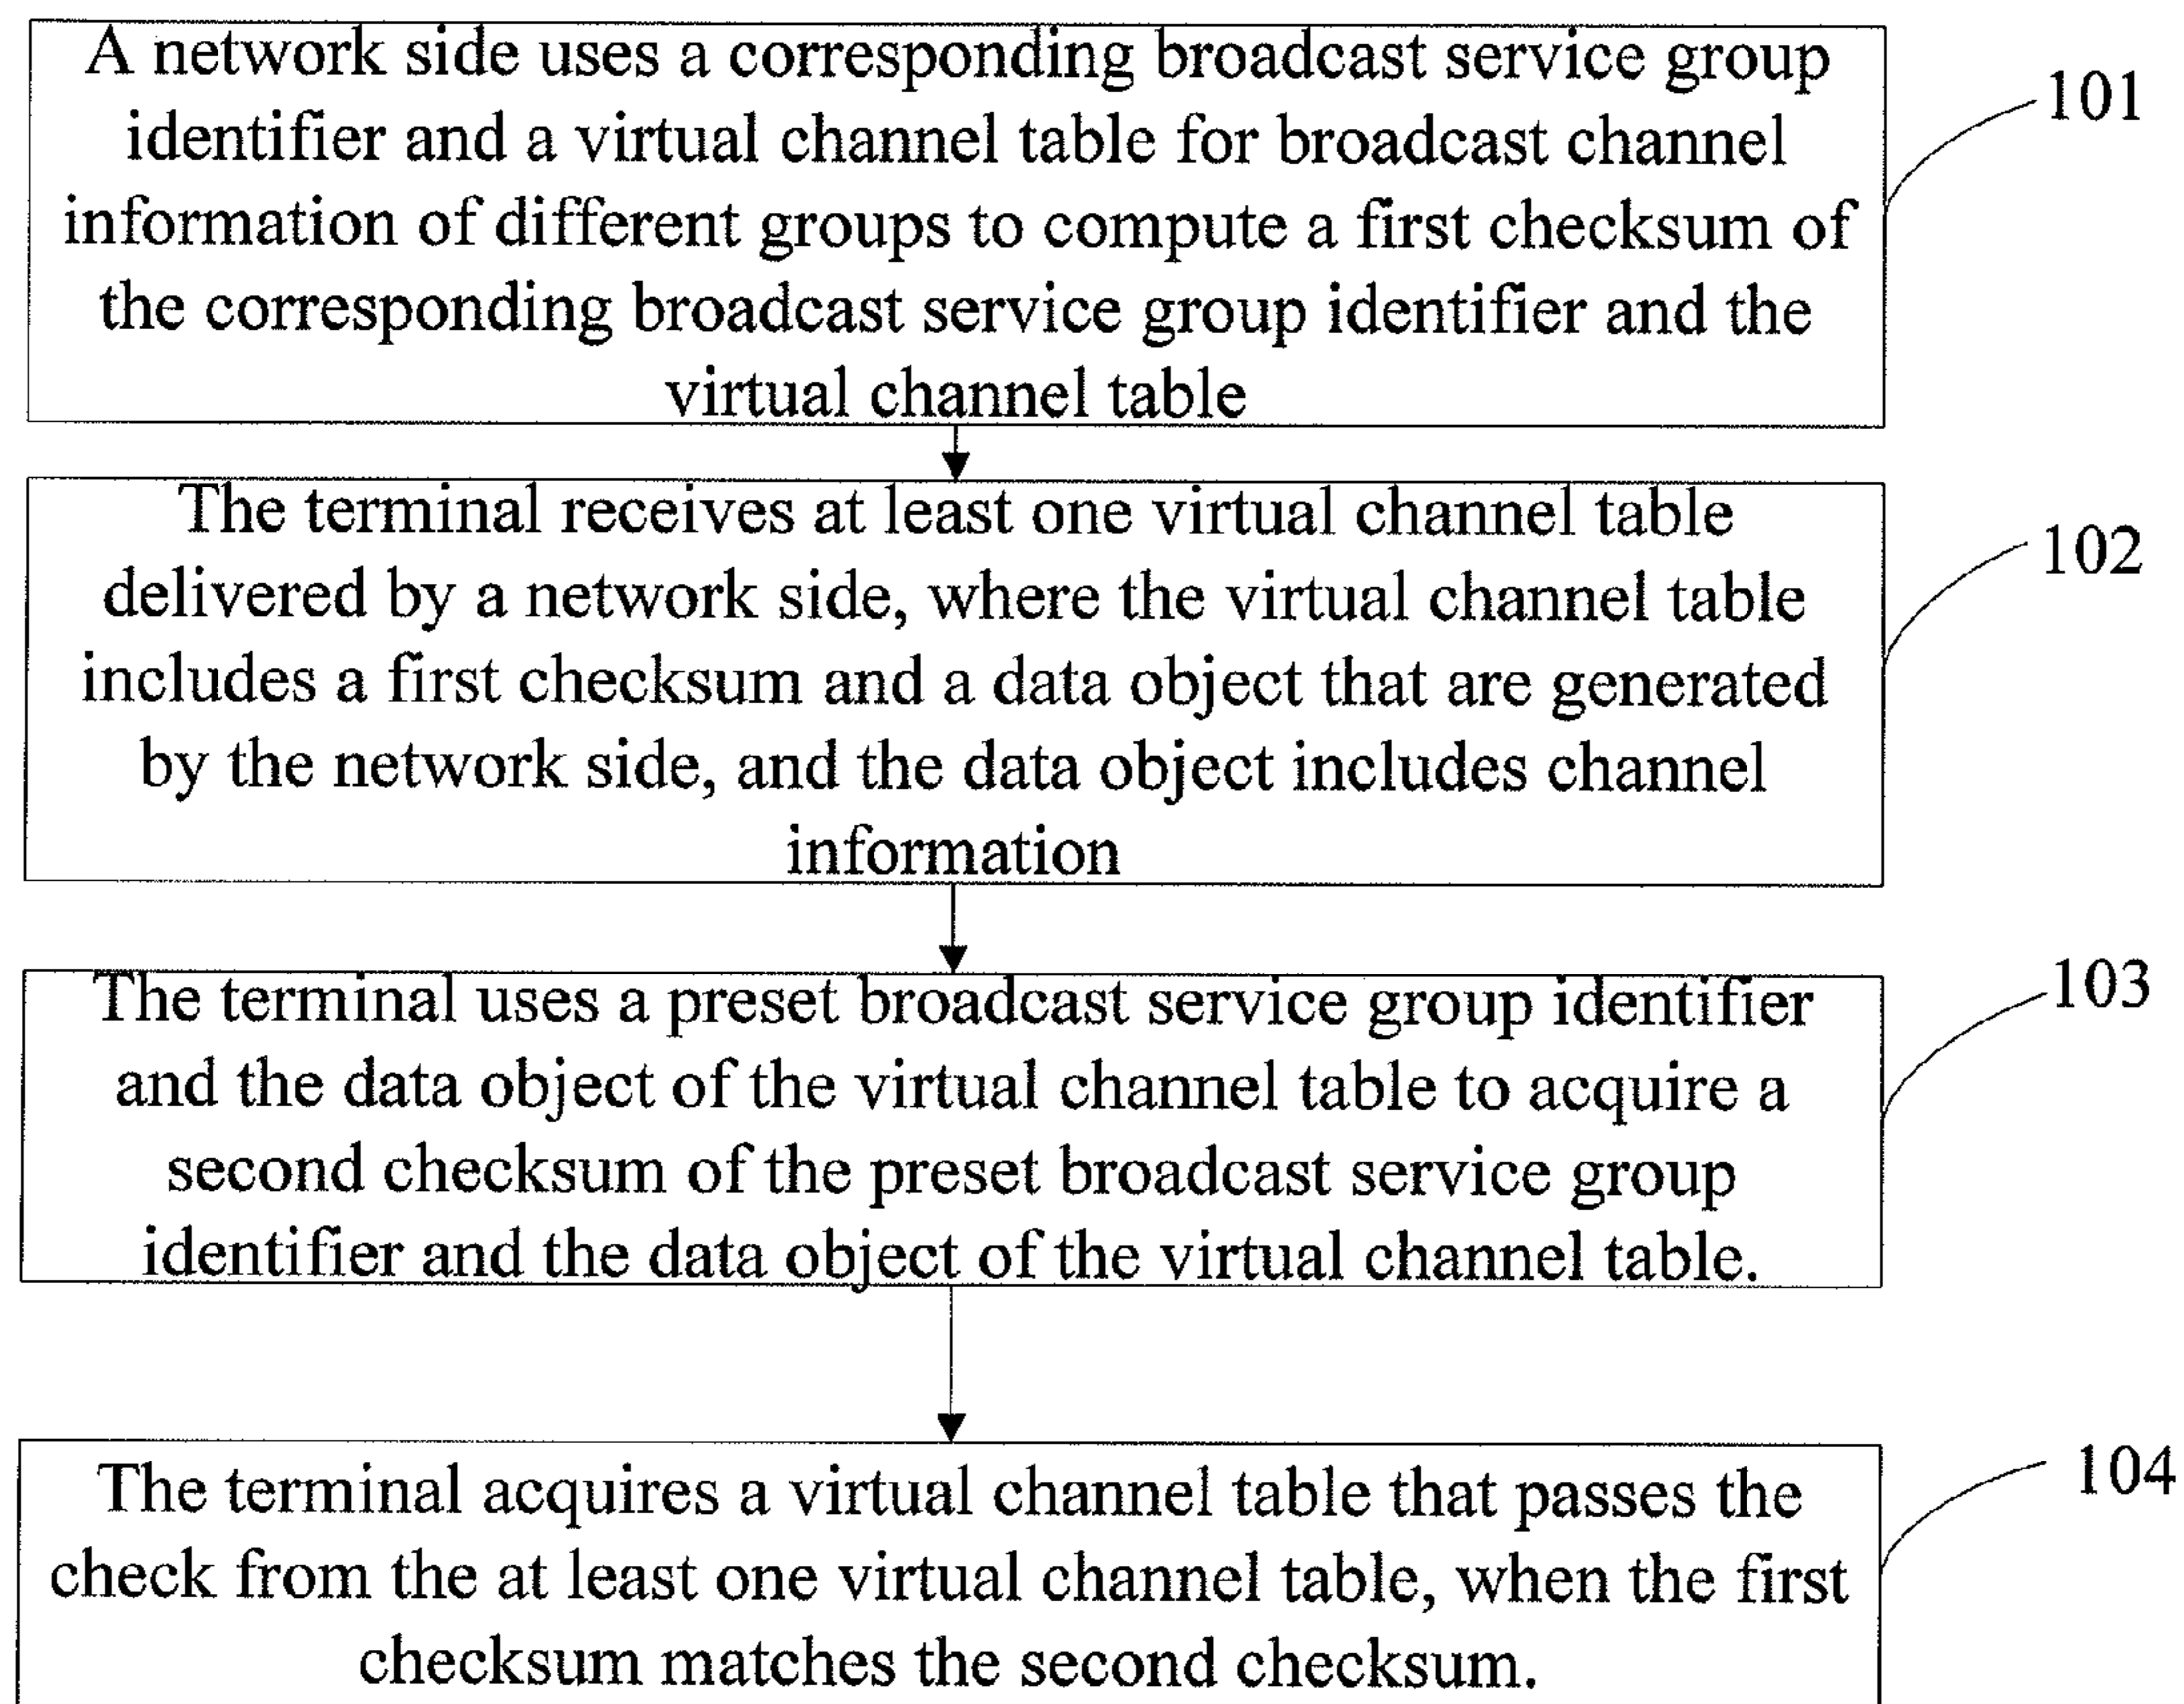 A network side uses a corresponding broadcast service group
identifier and a virtual channel table for broadcast channel
information of different groups to compute a first checksum of
the corresponding broadcast service group identifier and the
virtual channel table
101
The terminal receives at least one virtual channel table
delivered by a network side, where the virtual channel table
includes a first checksum and a data object that are generated
by the network side, and the data object includes channel
information
102
The terminal uses a preset broadcast service group identifier
and the data object of the virtual channel table to acquire a
second checksum of the preset broadcast service group
identifier and the data object of the virtual channel table.
103
The terminal acquires a virtual channel table that passes the
check from the at least one virtual channel table, when the first
checksum matches the second checksum.
104